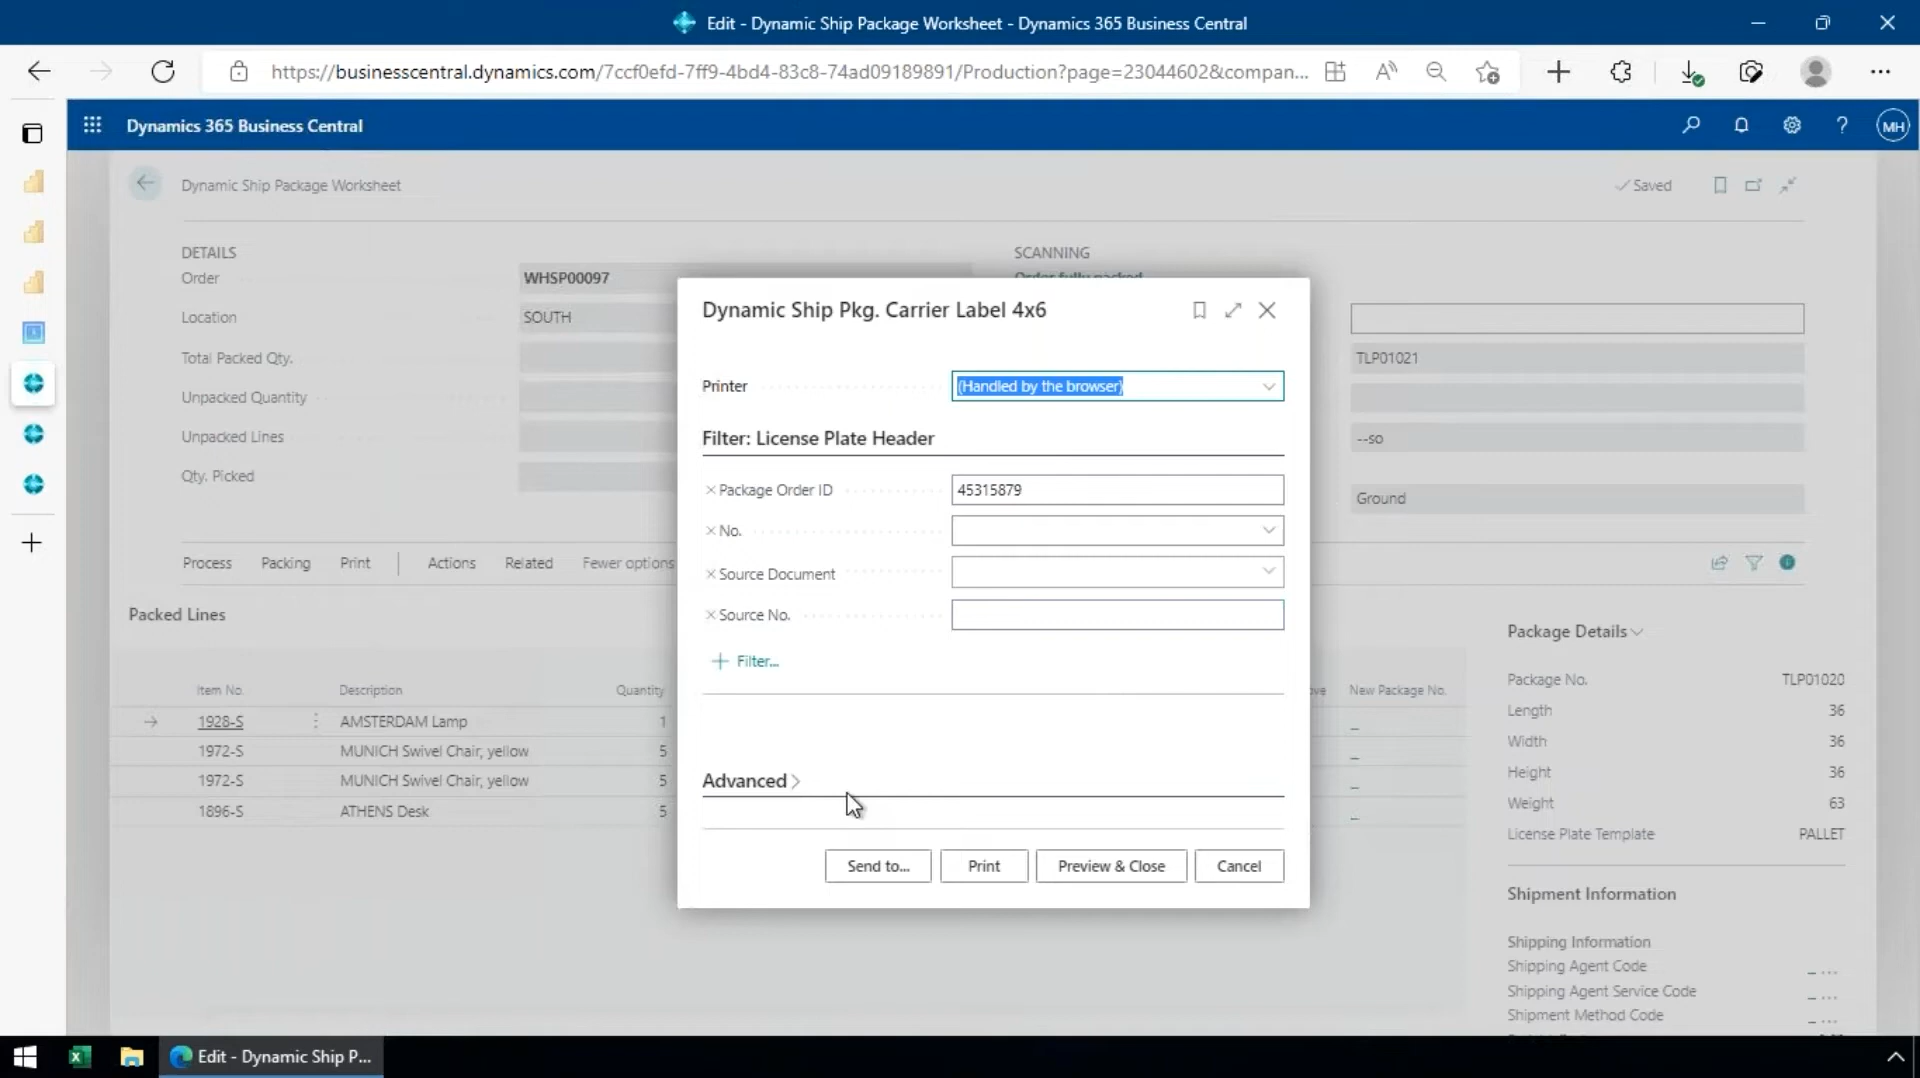 Edit - Dynamic Ship Package Worksheet - Dynamics 365 Business Central
https://businesscentral.dynamics.com/7ccf0efd-7ff9-4bd4-83c8-74ad09189891/Production?page=23044602&compan...
Dynamics 365 Business Central
MH
Dynamic Ship Package Worksheet
Saved
DETAILS
SCANNING
Order
WHSP00097
Order fully packed
Location
SOUTH
Total Packed Qty.
TLP01021
Unpacked Quantity
Unpacked Lines
--so
Qty. Picked
Ground
Process
Packing
Print
Actions
Related
Fewer options
Packed Lines
Item No.
Description
Quantity
New Package No.
1928-S
AMSTERDAM Lamp
1
1972-S
MUNICH Swivel Chair, yellow
5
1972-S
MUNICH Swivel Chair, yellow
5
1896-S
ATHENS Desk
5
Dynamic Ship Pkg. Carrier Label 4x6
Printer
(Handled by the browser)
Filter: License Plate Header
Package Order ID
45315879
No.
Source Document
Source No.
Filter...
Advanced
Send to...
Print
Preview & Close
Cancel
Package Details
Package No.
TLP01020
Length
36
Width
36
Height
36
Weight
63
License Plate Template
PALLET
Shipment Information
Shipping Information
Shipping Agent Code
Shipping Agent Service Code
Shipment Method Code
Edit - Dynamic Ship P...